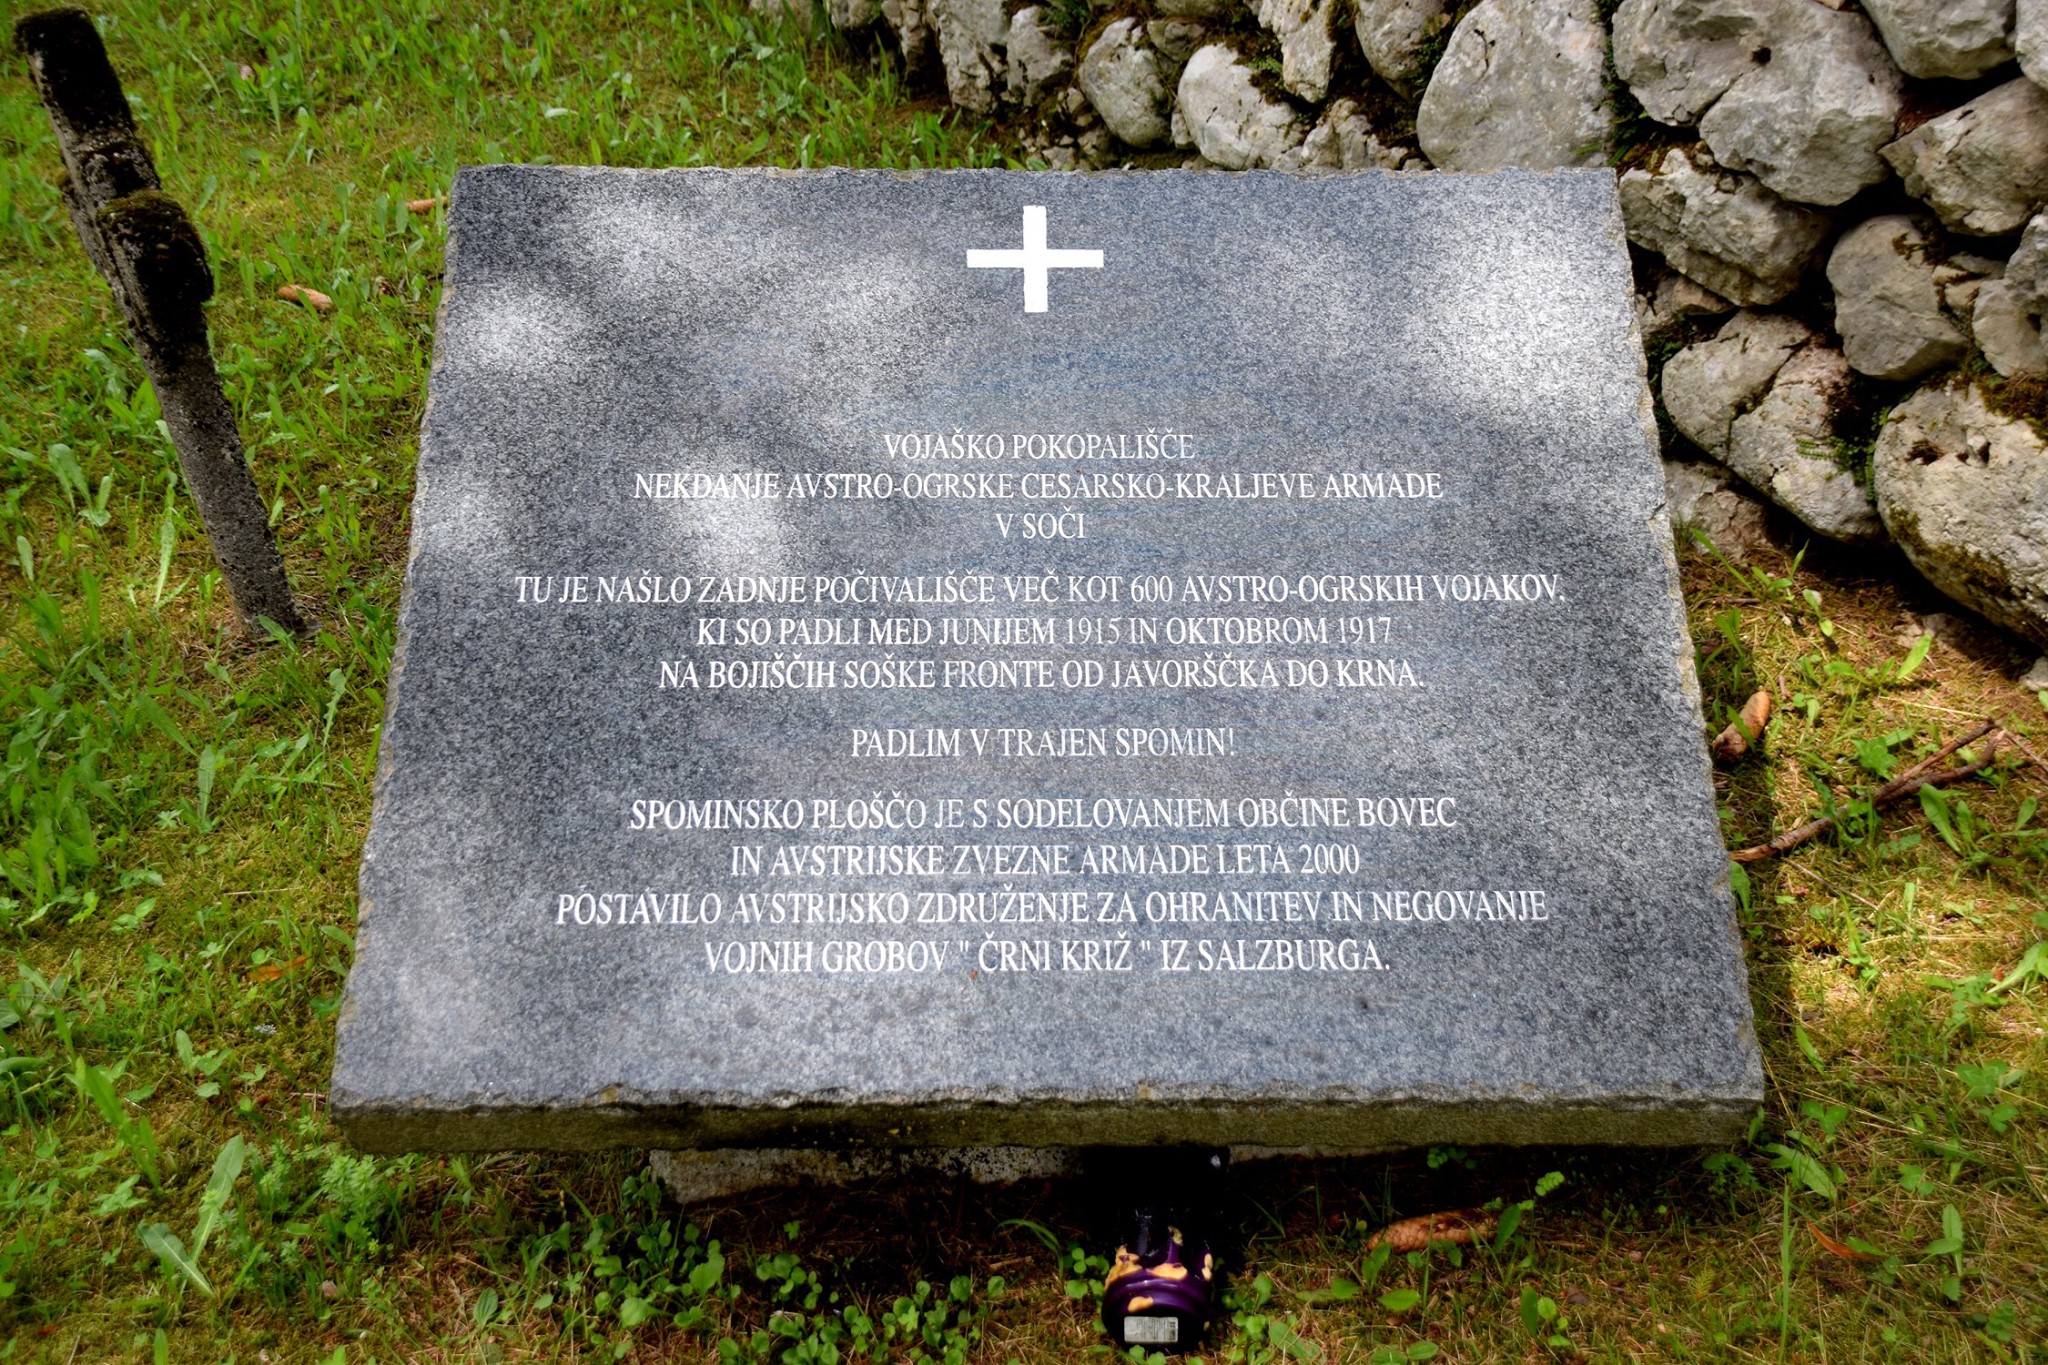 VOJAŠKO POKOPALIŠČE
NEKDANJE AVSTRO-OGRSKE CESARSKO-KRALJEVE ARMADE
V SOČI
TU JE NAŠLO ZADNJE POČIVALIŠČE VEČ KOT 600 AVSTRO-OGRSKIH VOJAKOV,
KI SO PADLI MED JUNIJEM 1915 IN OKTOBROM 1917
NA BOJIŠČIH SOŠKE FRONTE OD JAVORŠČKA DO KRNA.
PADLIM V TRAJEN SPOMIN!
SPOMINSKO PLOŠČO JE S SODELOVANJEM OBČINE BOVEC
IN AVSTRIJSKE ZVEZNE ARMADE LETA 2000
POSTAVILO AVSTRIJSKO ZDRUŽENJE ZA OHRANITEV IN NEGOVANJE
VOJNIH GROBOV " ČRNI KRIŽ " IZ SALZBURGA.